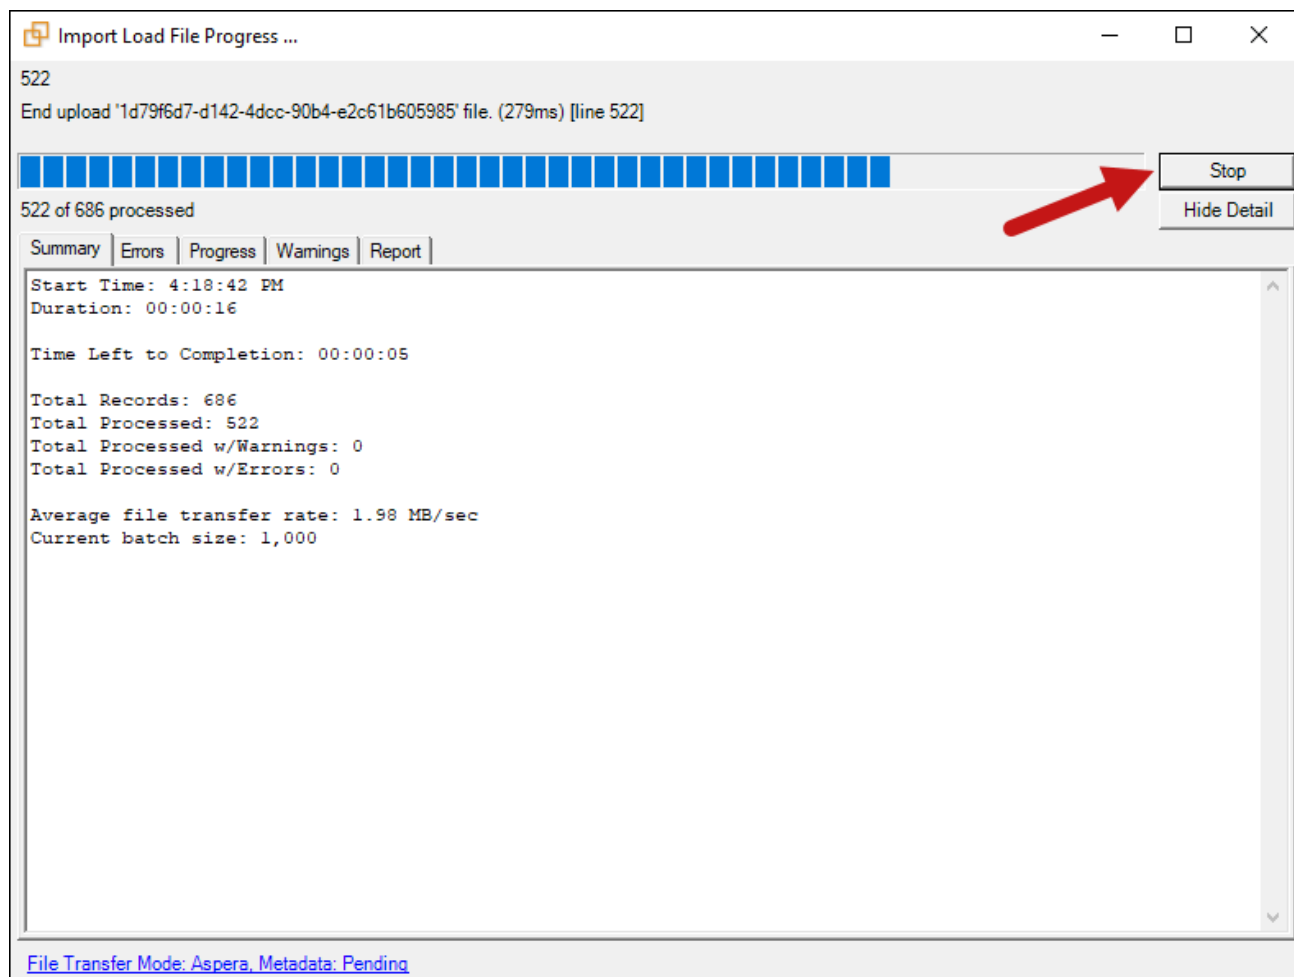 Import Load File Progress ...
522
End upload '1d79f6d7-d142-4dcc-90b4-e2c61b605985' file. (279ms) [line 522]
Stop
522 of 686 processed
Hide Detail
Summary Errors Progress Warnings Report
Start Time: 4:18:42 PM
Duration: 00:00:16
Time Left to Completion: 00:00:05
Total Records: 686
Total Processed: 522
Total Processed w/Warnings: 0
Total Processed w/Errors: 0
Average file transfer rate: 1.98 MB/sec
Current batch size: 1,000
File Transfer Mode: Aspera, Metadata: Pending